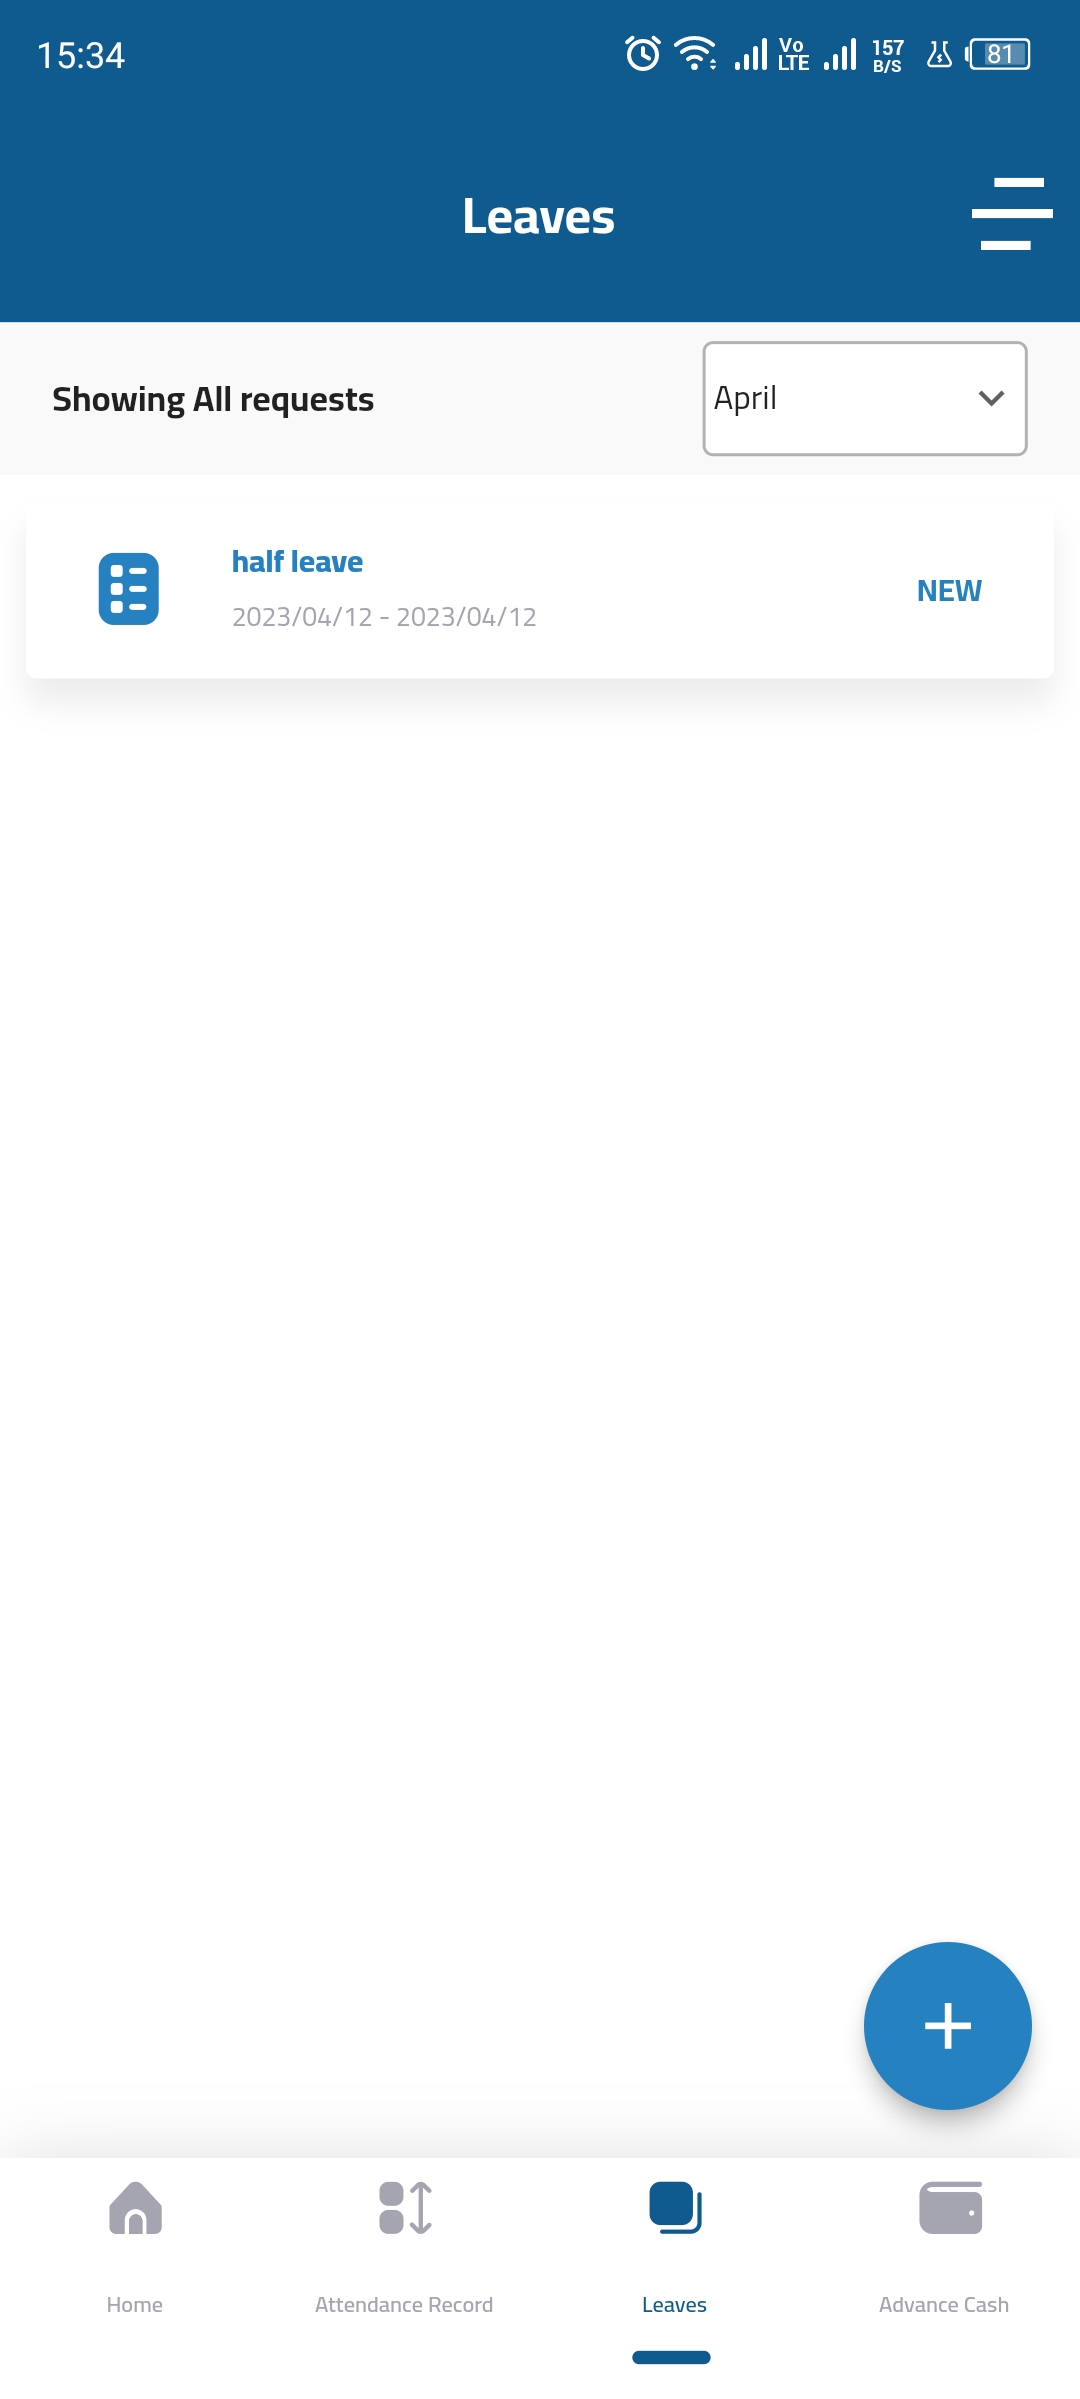 15:34
Vo LTE
157 B/S
81
Leaves
Showing All requests
April
half leave
2023/04/12 - 2023/04/12
NEW
Home
Attendance Record
Leaves
Advance Cash